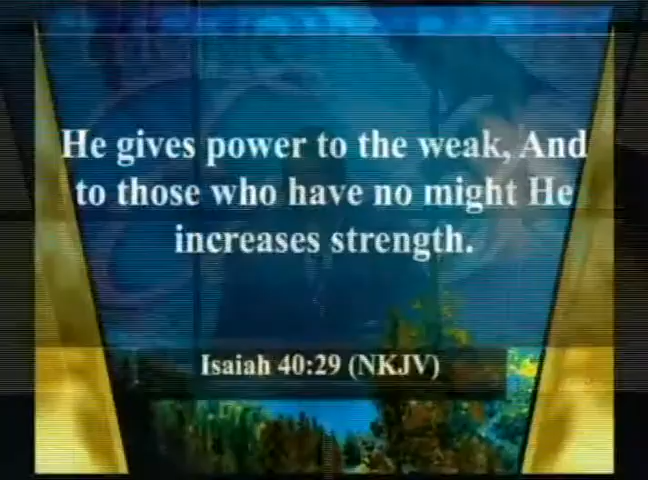 He gives power to the weak, And
to those who have no might He
increases strength.
Isaiah 40:29 (NKJV)